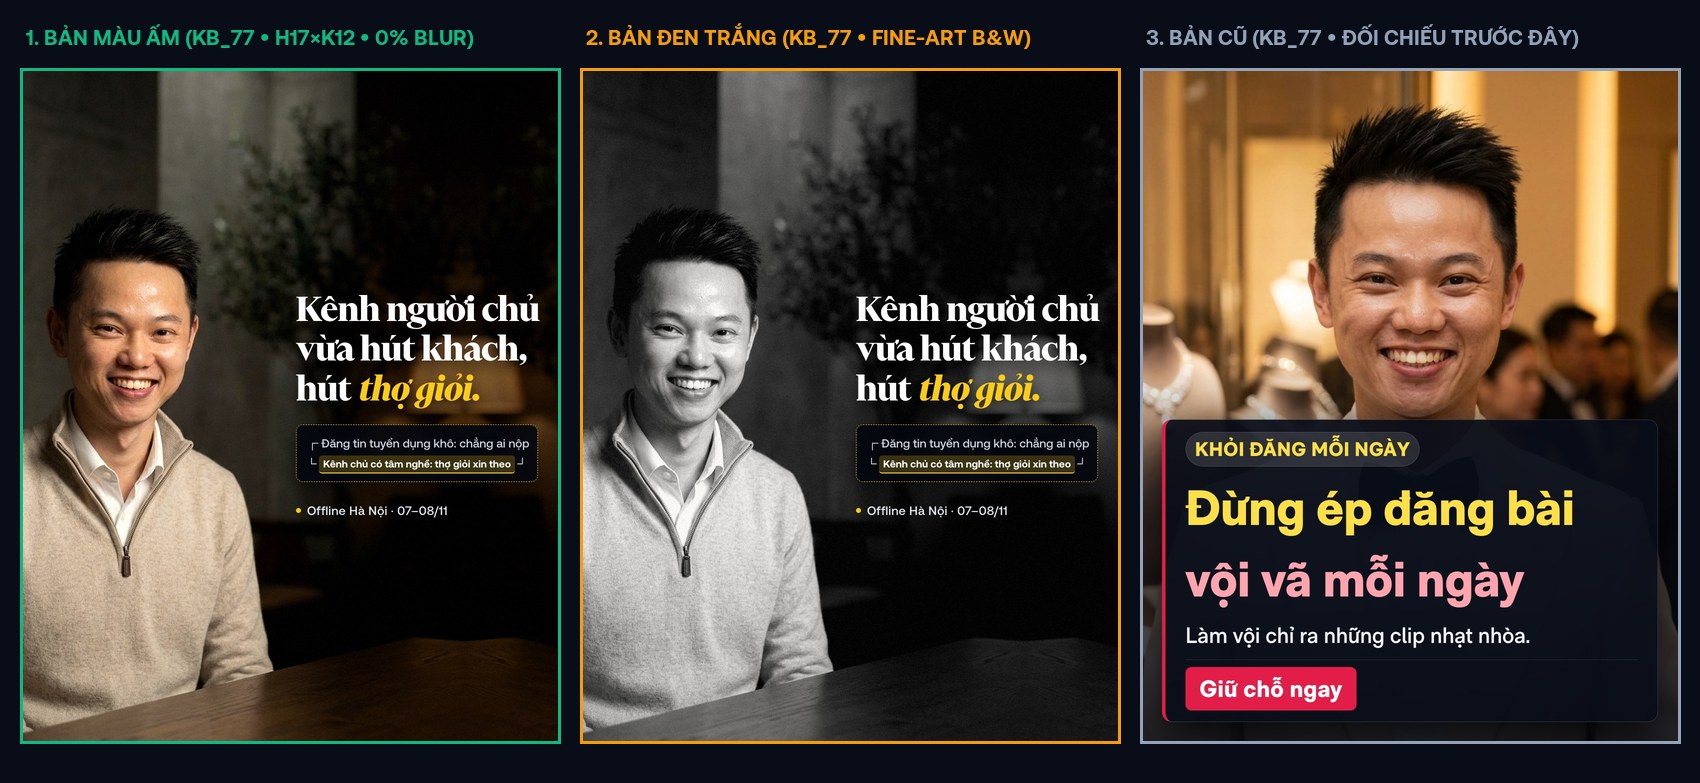 1. BẢN MÀU ẤM (KB_77 • H17×K12 • 0% BLUR)
Kênh người chủ
vừa hút khách,
hút thợ giỏi.
Đăng tin tuyển dụng khô: chẳng ai nộp
Kênh chủ có tâm nghề: thợ giỏi xin theo
• Offline Hà Nội · 07–08/11
2. BẢN ĐEN TRẮNG (KB_77 • FINE-ART B&W)
Kênh người chủ
vừa hút khách,
hút thợ giỏi.
Đăng tin tuyển dụng khô: chẳng ai nộp
Kênh chủ có tâm nghề: thợ giỏi xin theo
• Offline Hà Nội · 07–08/11
3. BẢN CŨ (KB_77 • ĐỐI CHIẾU TRƯỚC ĐÂY)
KHỎI ĐĂNG MỖI NGÀY
Đừng ép đăng bài
vội vã mỗi ngày
Làm vội chỉ ra những clip nhạt nhòa.
Giữ chỗ ngay